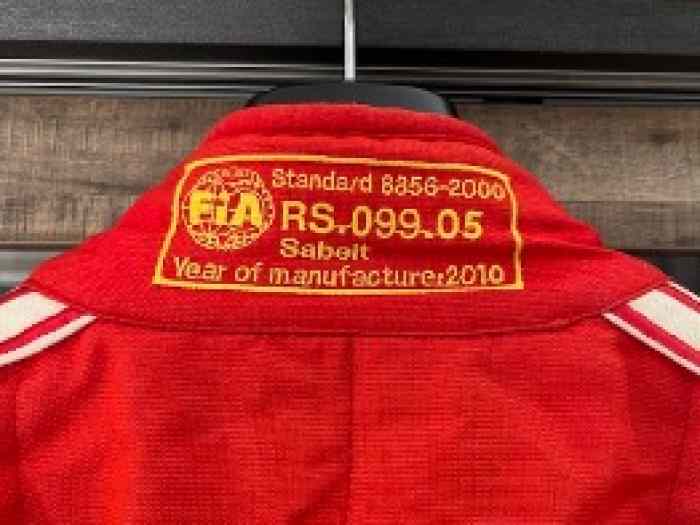 FiA
Standard 8856-2000
RS.099.05
Sabelt
Year of manufacture:2010